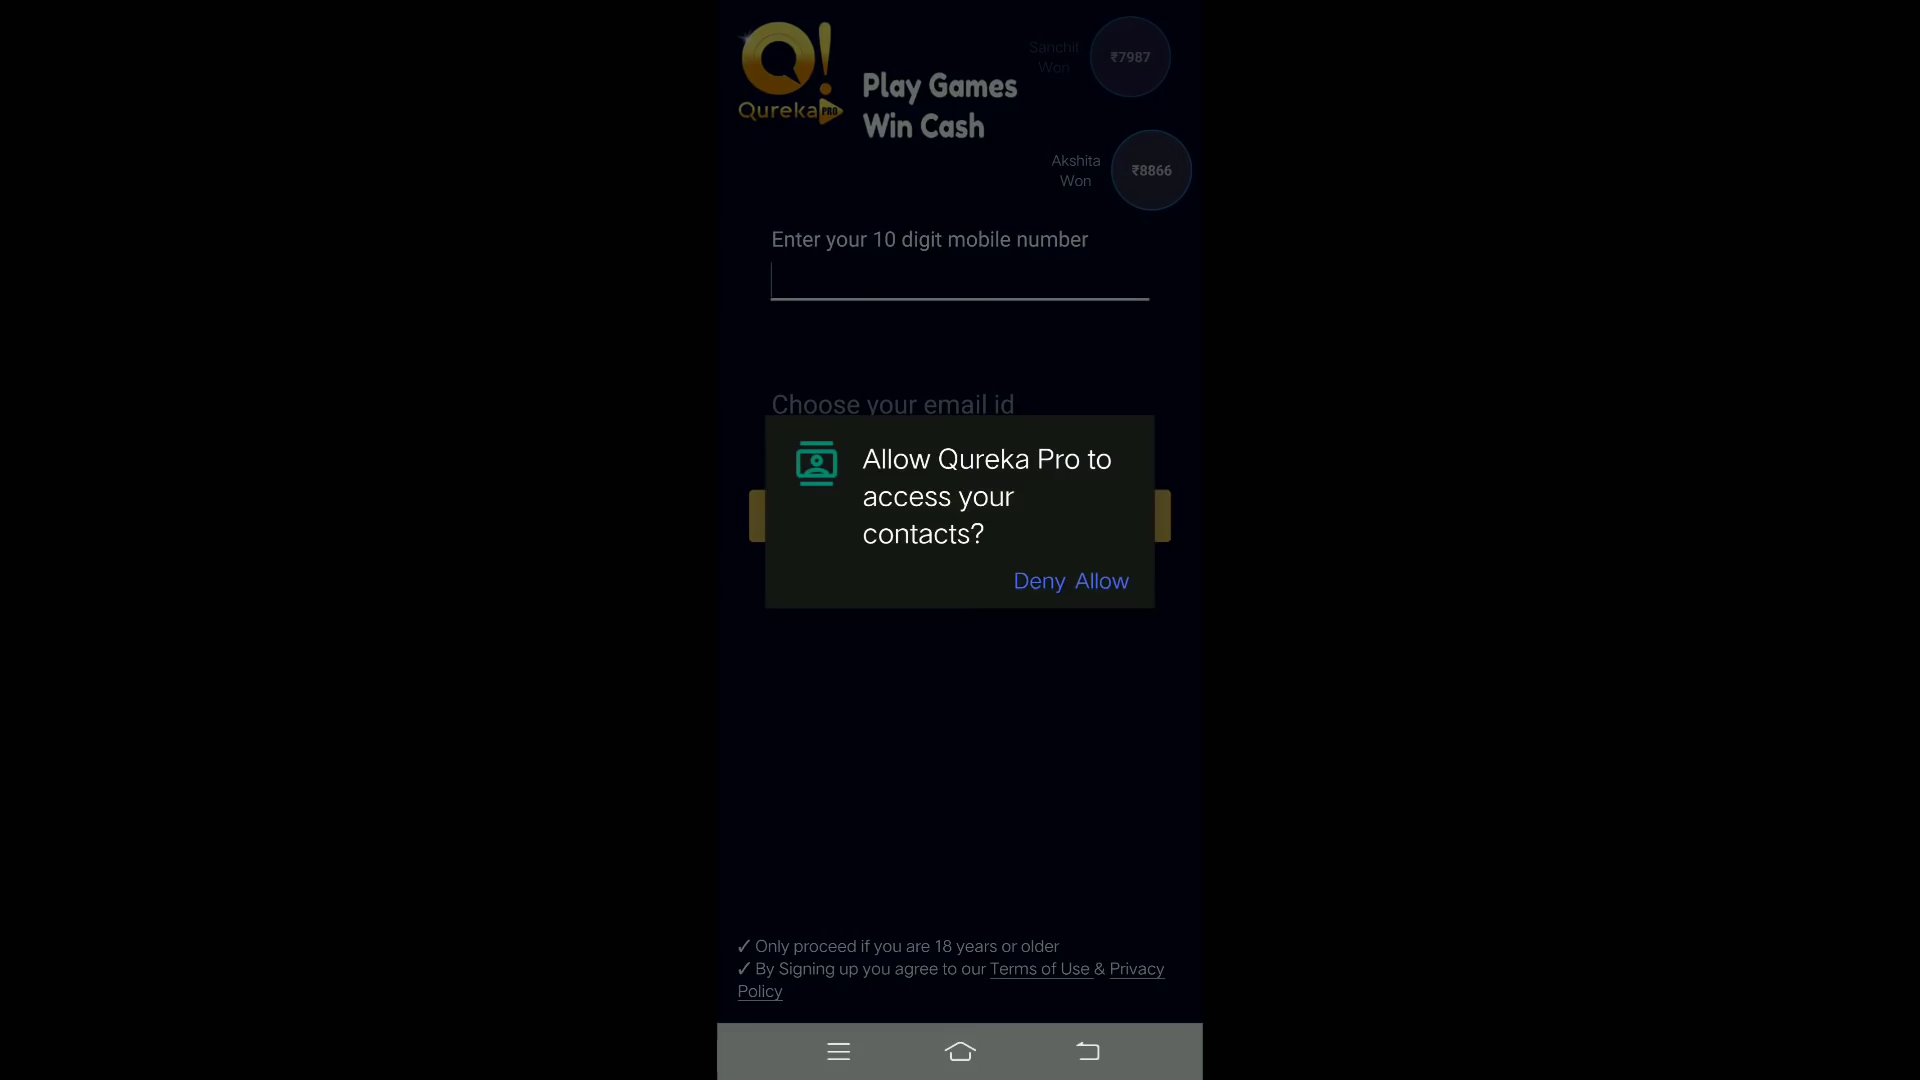 Qureka PRO
Play Games
Win Cash
Sanchil
Won
₹7987
Akshita
Won
₹8866
Enter your 10 digit mobile number
Choose your email id
Allow Qureka Pro to
access your
contacts?
Deny Allow
✓ Only proceed if you are 18 years or older
✓ By Signing up you agree to our Terms of Use & Privacy
Policy